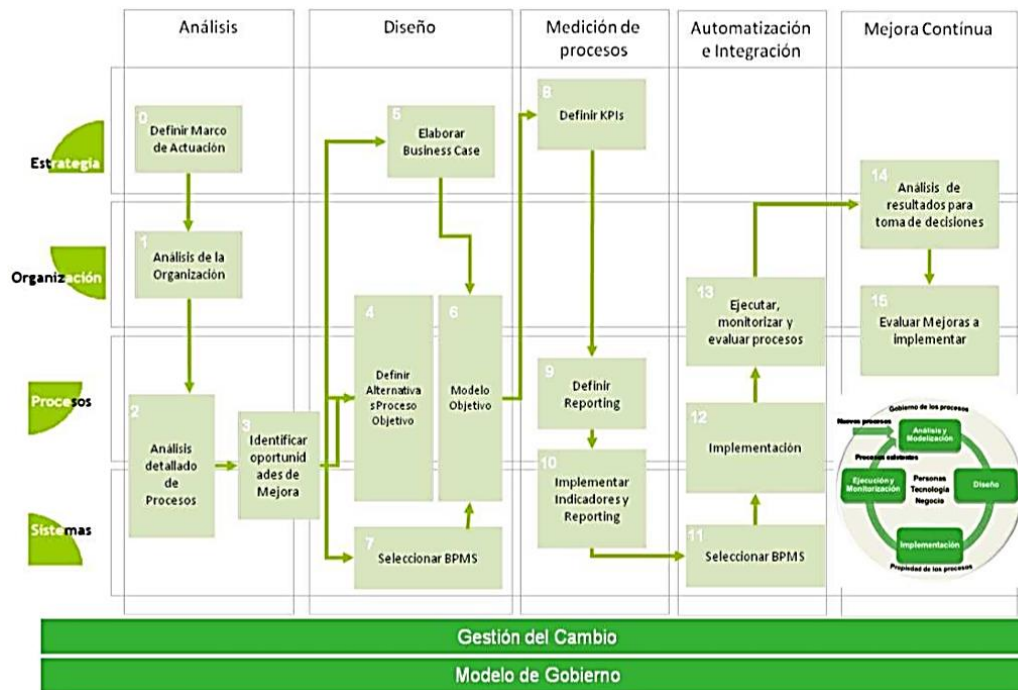 Análisis
Diseño
Medición de
procesos
Automatización
e Integración
Mejora Contínua
Estrategia
Organización
Procesos
Sistemas
0
Definir Marco
de Actuación
1
Análisis de la
Organización
2
Análisis
detallado de
Procesos
3
Identificar
oportunid
ades de
Mejora
4
Definir
Alternativa
sProceso
Objetivo
5
Elaborar
Business Case
6
Modelo
Objetivo
7
Seleccionar BPMS
8
Definir KPIs
9
Definir
Reporting
10
Implementar
Indicadores y
Reporting
11
Seleccionar BPMS
12
Implementación
13
Ejecutar,
monitorizar y
evaluar procesos
14
Análisis de
resultados para
toma de decisiones
15
Evaluar Mejoras a
implementar
Gobierno de los procesos
Nuevos procesos
Análisis y
Modelización
Procesos existentes
Ejecución y
Monitorización
Personas
Tecnología
Negocio
Diseño
Implementación
Propiedad de los procesos
Gestión del Cambio
Modelo de Gobierno